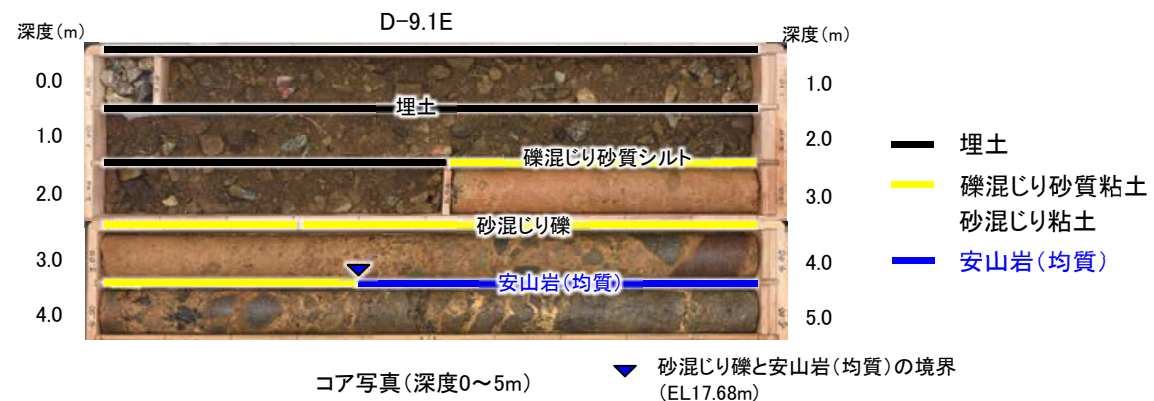 D-9.1E
深度(m)
深度(m)
0.0
1.0
埋土
1.0
2.0
礫混じり砂質シルト
2.0
3.0
砂混じり礫
3.0
4.0
安山岩(均質)
4.0
5.0
埋土
礫混じり砂質粘土
砂混じり粘土
安山岩(均質)
コア写真(深度0~5m)
砂混じり礫と安山岩(均質)の境界
(EL17.68m)